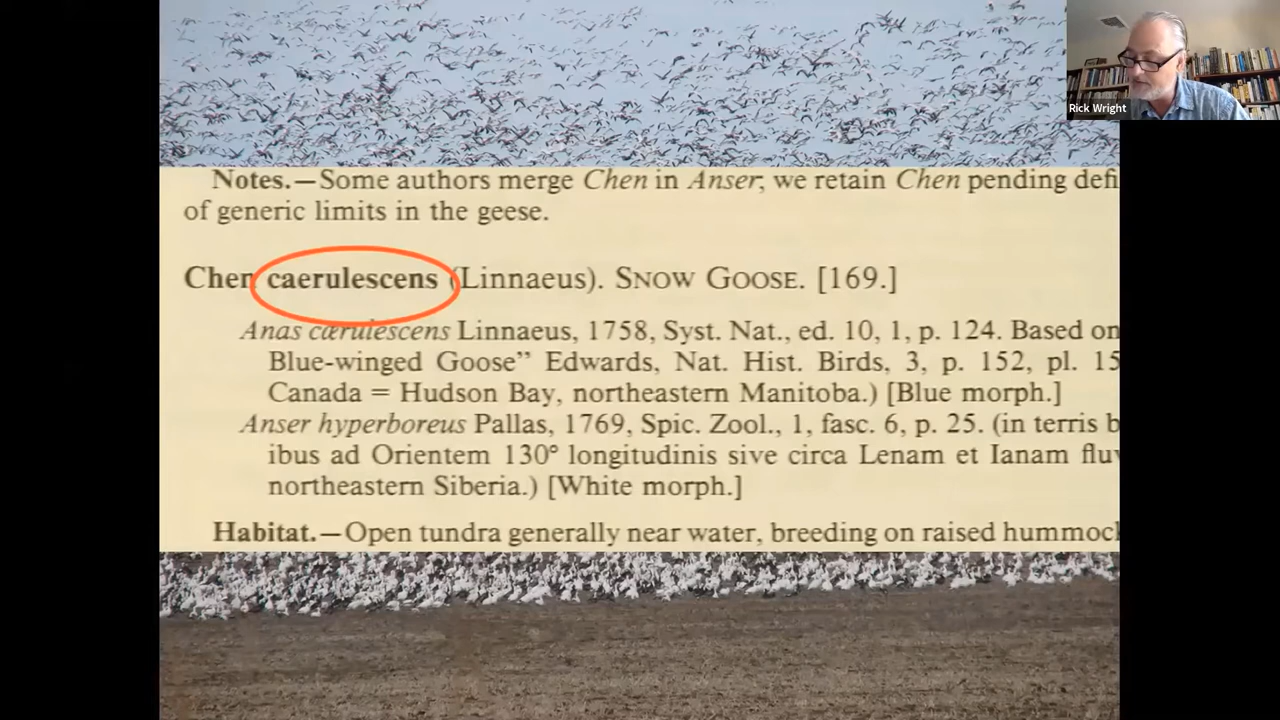 Rick Wright
Notes.—Some authors merge Chen in Anser; we retain Chen pending
of generic limits in the geese.
Chen caerulescens (Linnaeus). SNOW GOOSE. [169.]
Anas cærulescens Linnaeus, 1758, Syst. Nat., ed. 10, 1, p. 124. Based on
Blue-winged Goose” Edwards, Nat. Hist. Birds, 3, p. 152, pl.
Canada = Hudson Bay, northeastern Manitoba.) [Blue morph.]
Anser hyperboreus Pallas, 1769, Spic. Zool., 1, fasc. 6, p. 25. (in terris
ibus ad Orientem 130° longitudinis sive circa Lenam et Ianam
northeastern Siberia.) [White morph.]
Habitat.—Open tundra generally near water, breeding on raised